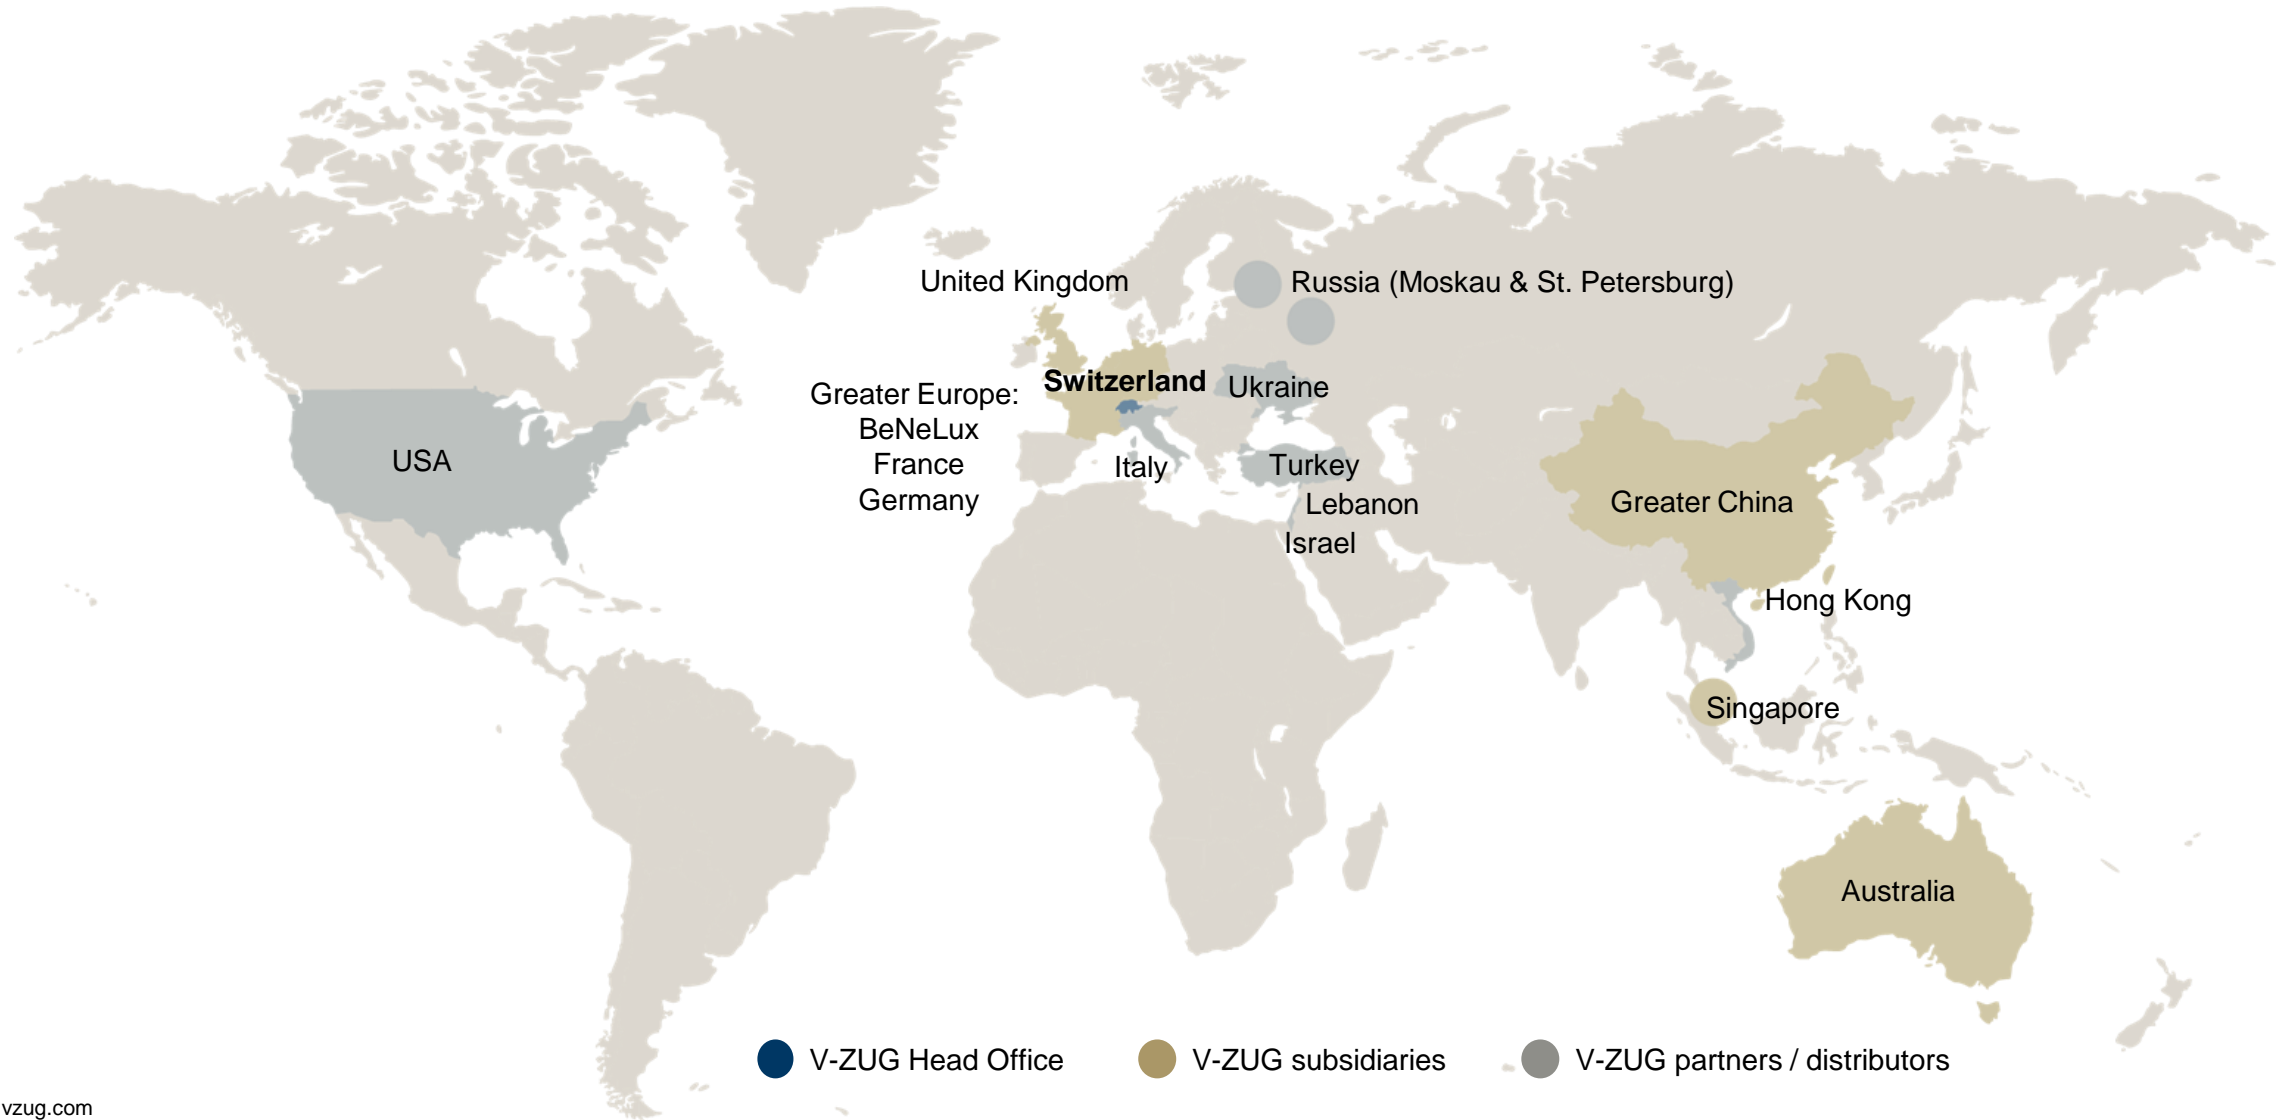 United Kingdom
Russia (Moskau & St. Petersburg)
Switzerland
Ukraine
Greater Europe:
BeNeLux
France
Germany
USA
Italy
Turkey
Lebanon
Israel
Greater China
Hong Kong
Singapore
Australia
V-ZUG Head Office
V-ZUG subsidiaries
V-ZUG partners / distributors
vzug.com